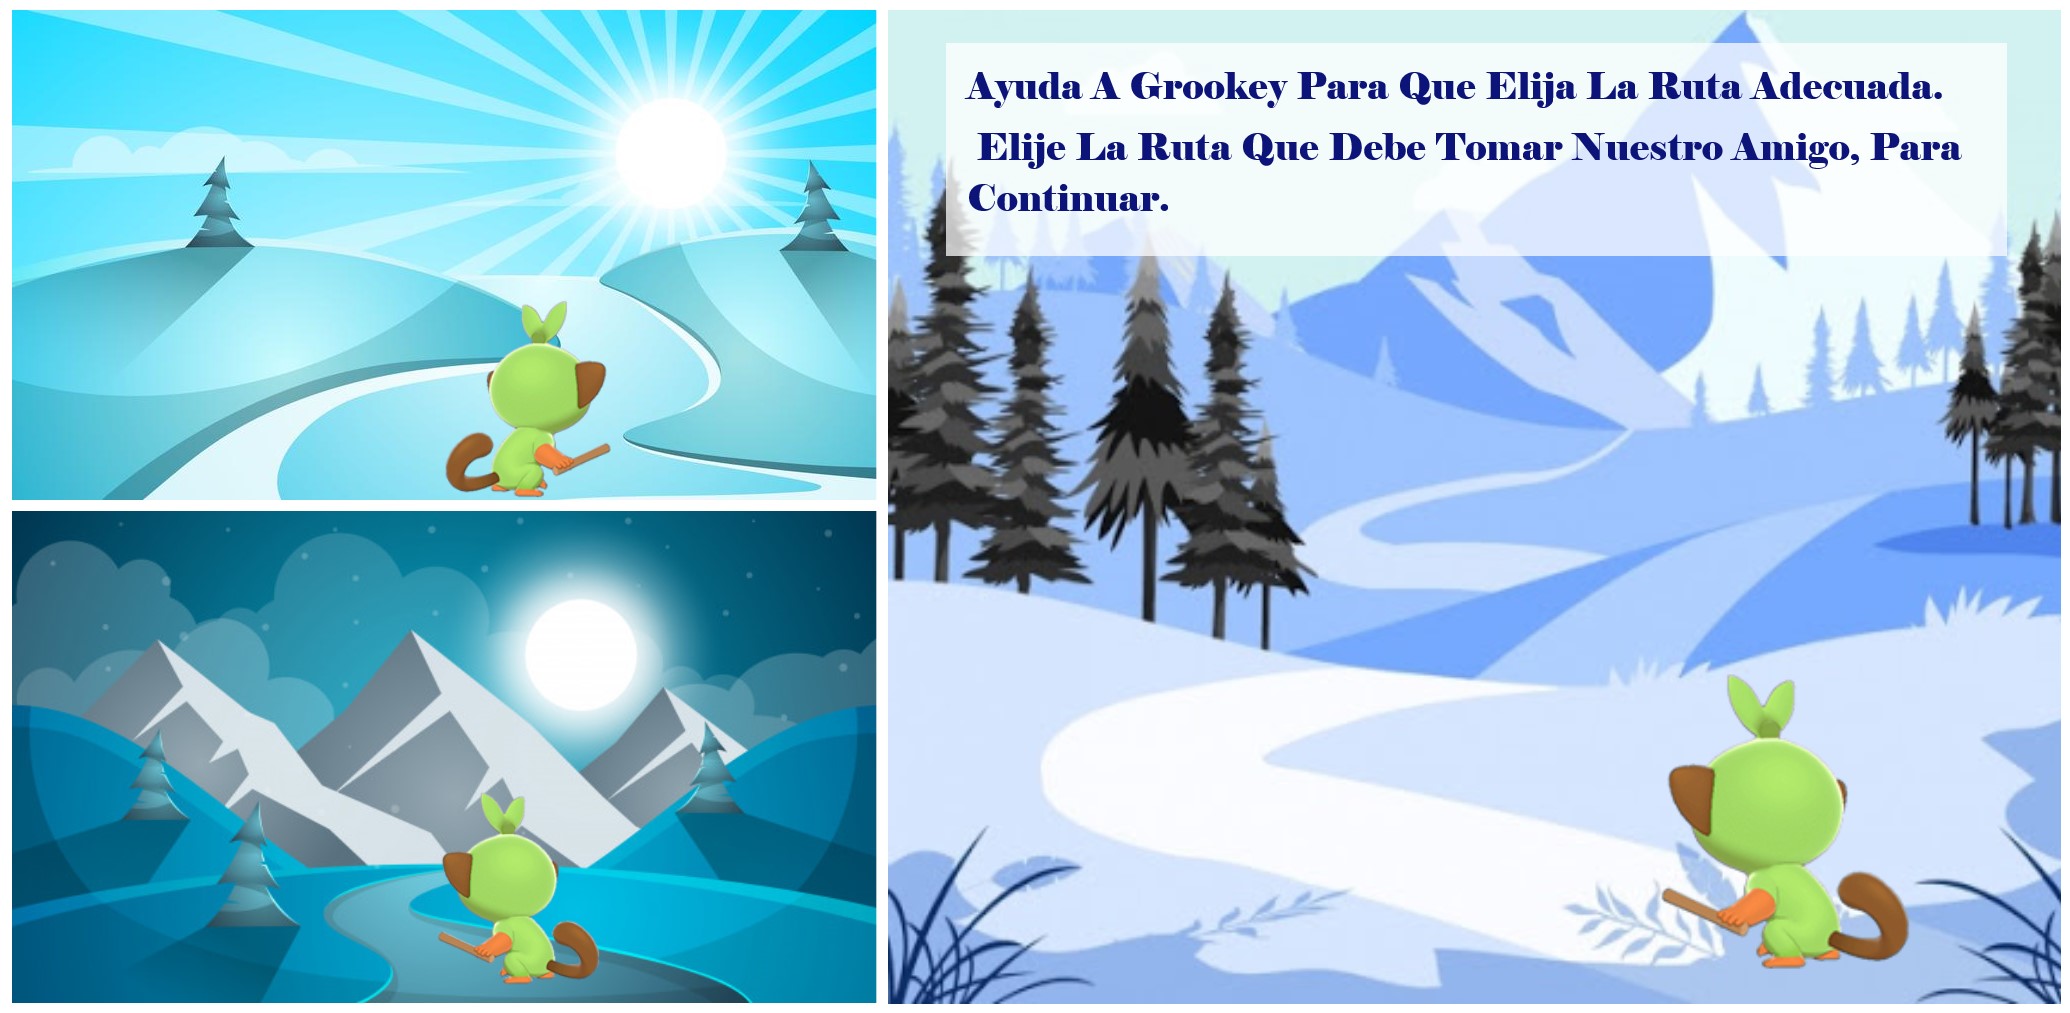 Ayuda A Grookey Para Que Elija La Ruta Adecuada.
Elije La Ruta Que Debe Tomar Nuestro Amigo, Para
Continuar.